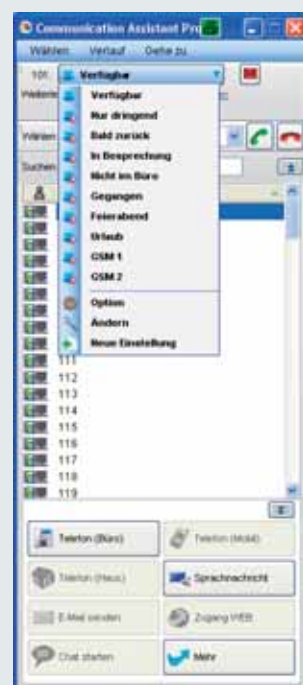 Communication Assistant Pro
Wählen Verlauf Gehe zu
101 Verfügbar
Verfügbar
Nur dringend
Wählen
Bald zurück
In Besprechung
Suchen
Nicht im Büro
Gegangen
Feierabend
Urlaub
GSM 1
GSM 2
Option
Ändern
Neue Einstellung
111
112
113
114
115
116
117
118
119
Telefon (Büro) Telefon (Mobil)
Telefon (Haus) Sprachnachricht
E-Mail senden Zugang WEB
Chat starten Mehr